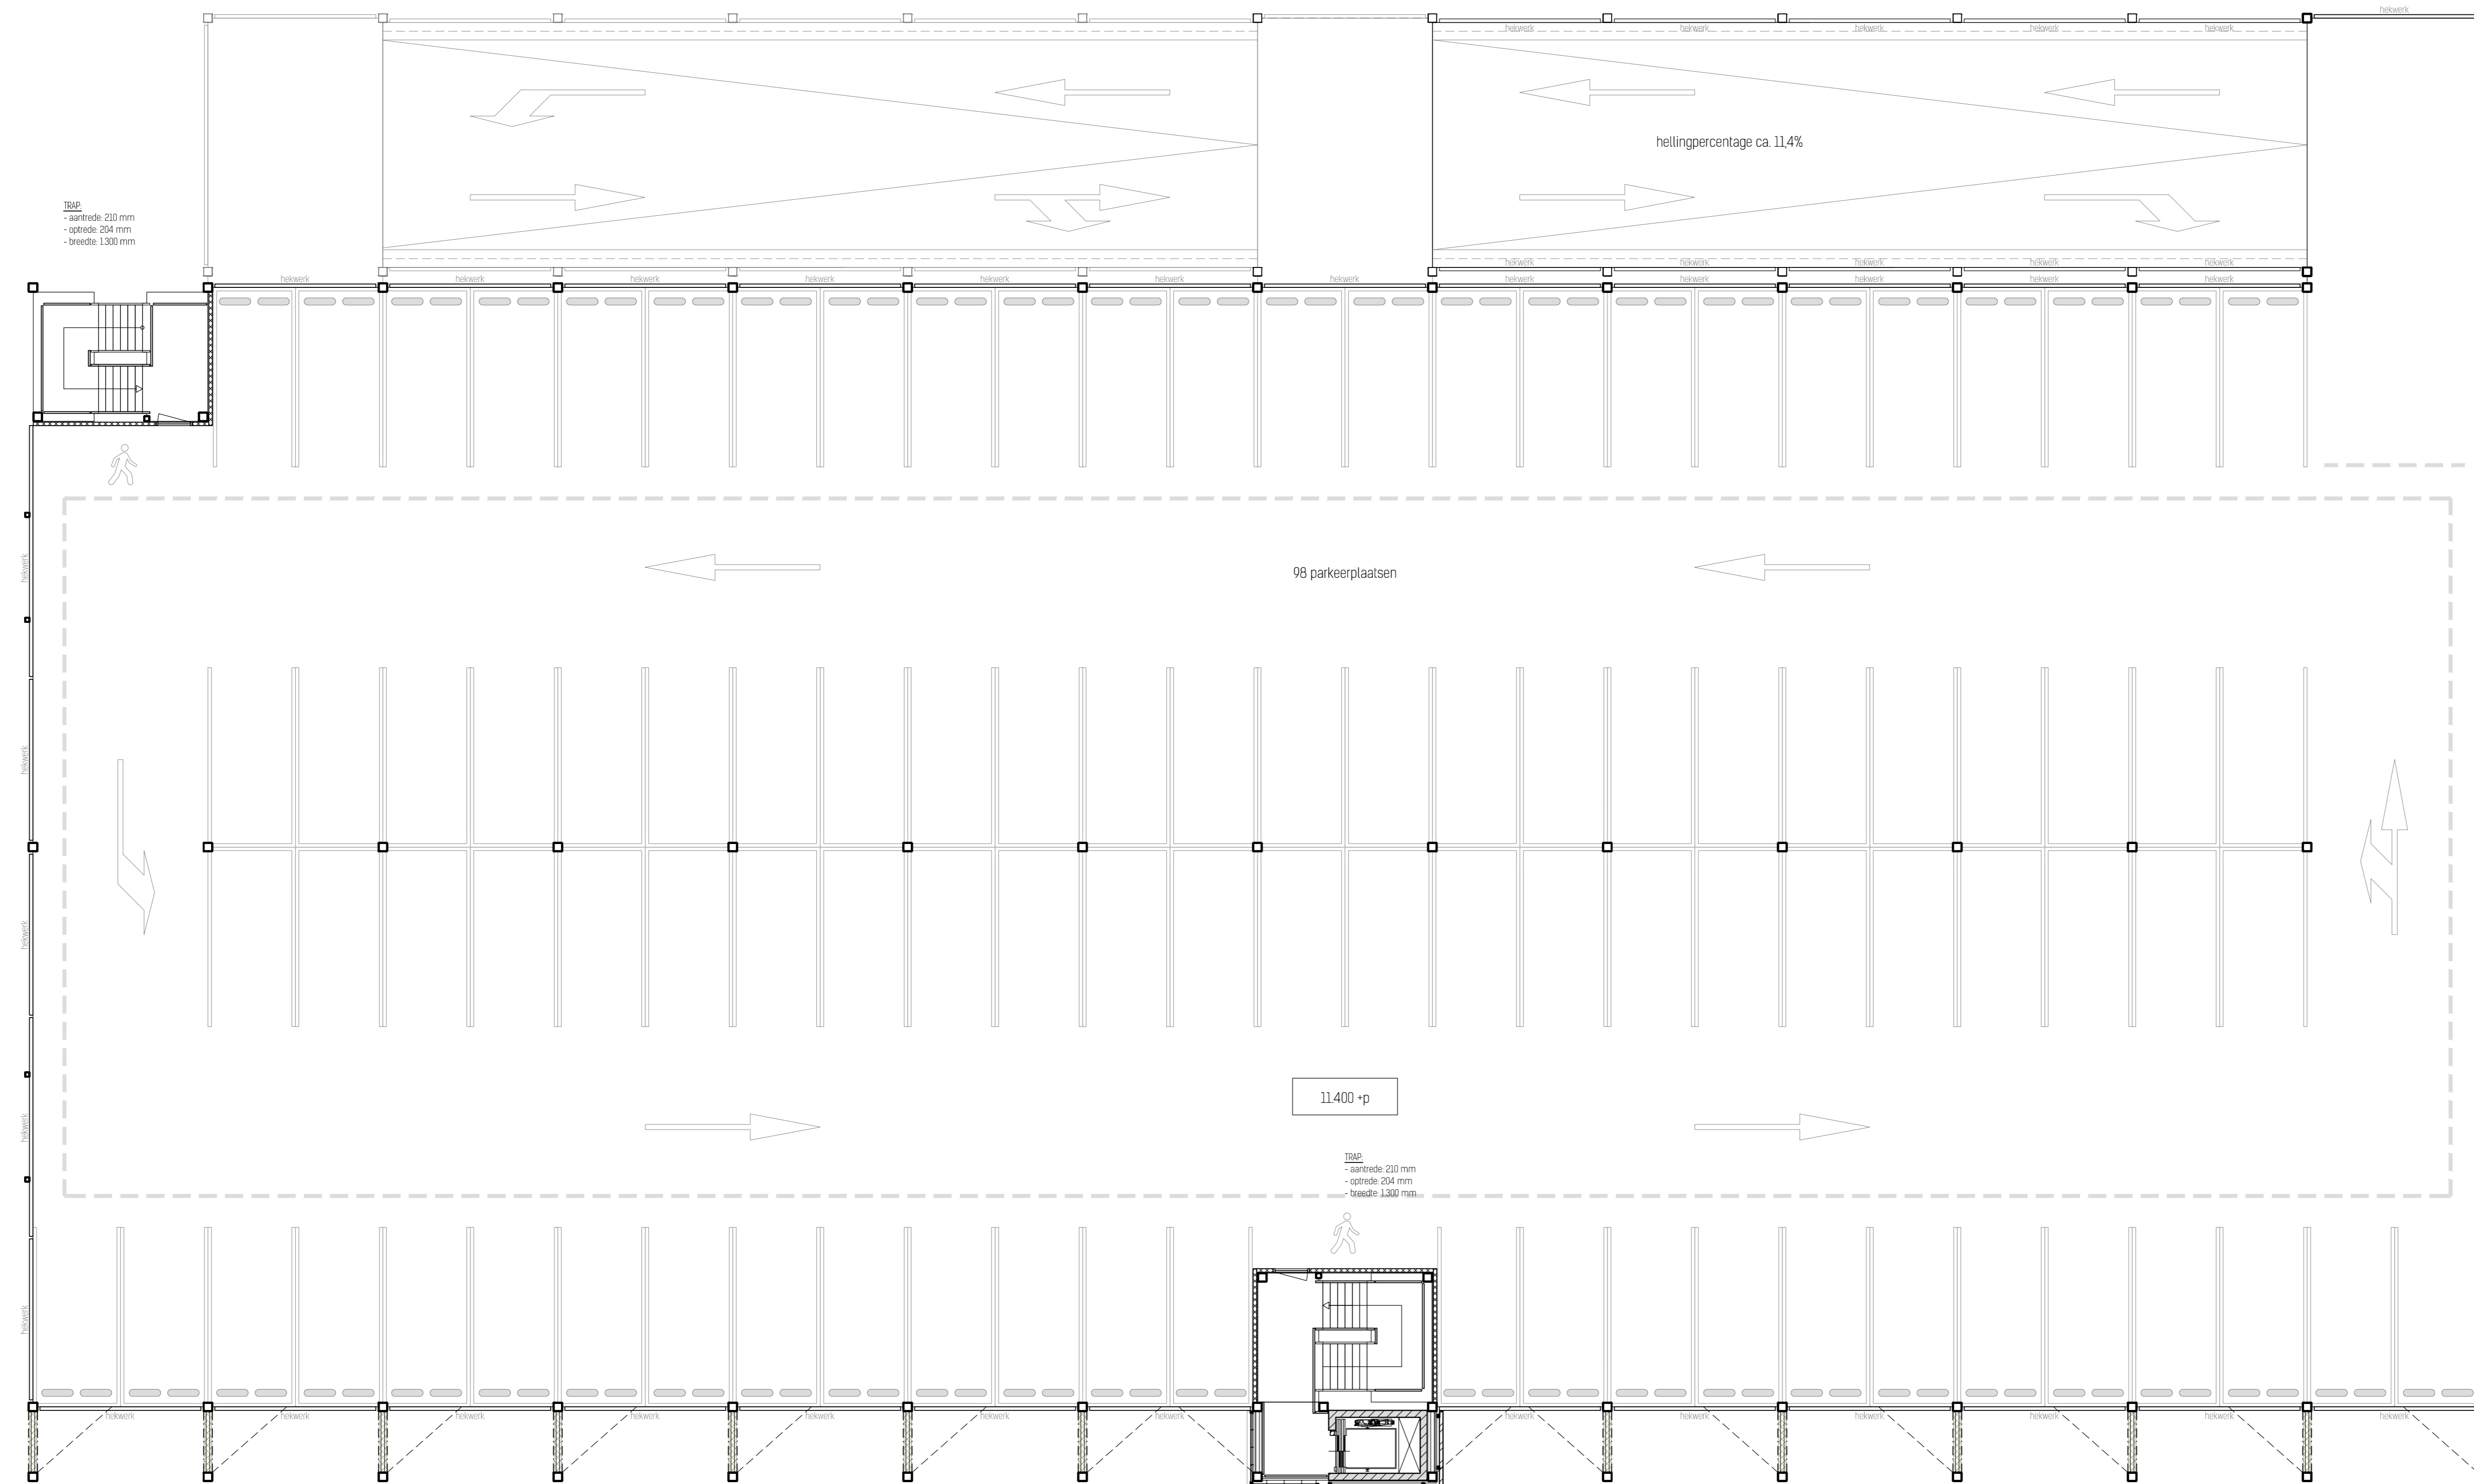 hekwerk
hekwerk hekwerk hekwerk hekwerk hekwerk
hellingpercentage ca. 11,4%
TRAP:
- aantrede: 210 mm
- optrede: 204 mm
- breedte: 1.300 mm
hekwerk hekwerk hekwerk hekwerk hekwerk
hekwerk hekwerk hekwerk hekwerk hekwerk hekwerk hekwerk hekwerk hekwerk hekwerk hekwerk hekwerk
hekwerk
98 parkeerplaatsen
hekwerk
hekwerk
11.400 +p
hekwerk
TRAP:
- aantrede: 210 mm
- optrede: 204 mm
- breedte: 1.300 mm
hekwerk
hekwerk hekwerk hekwerk hekwerk hekwerk hekwerk hekwerk hekwerk hekwerk hekwerk hekwerk hekwerk hekwerk